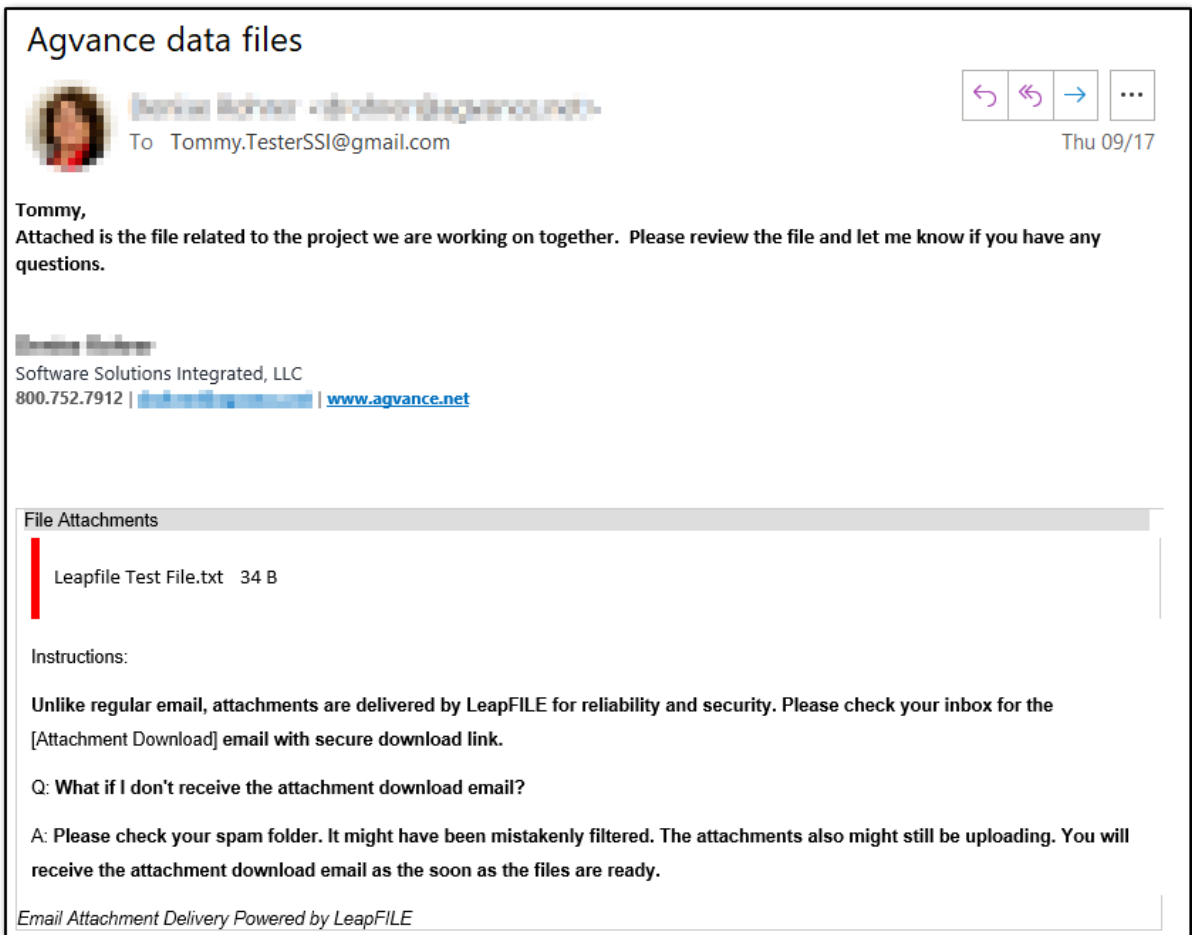 Agvance data files
To Tommy.TesterSSI@gmail.com
Thu 09/17
Tommy,
Attached is the file related to the project we are working on together. Please review the file and let me know if you have any
questions.
Software Solutions Integrated, LLC
800.752.7912 | | www.agvance.net
File Attachments
Leapfile Test File.txt 34 B
Instructions:
Unlike regular email, attachments are delivered by LeapFILE for reliability and security. Please check your inbox for the
[Attachment Download] email with secure download link.
Q: What if I don't receive the attachment download email?
A: Please check your spam folder. It might have been mistakenly filtered. The attachments also might still be uploading. You will
receive the attachment download email as the soon as the files are ready.
Email Attachment Delivery Powered by LeapFILE